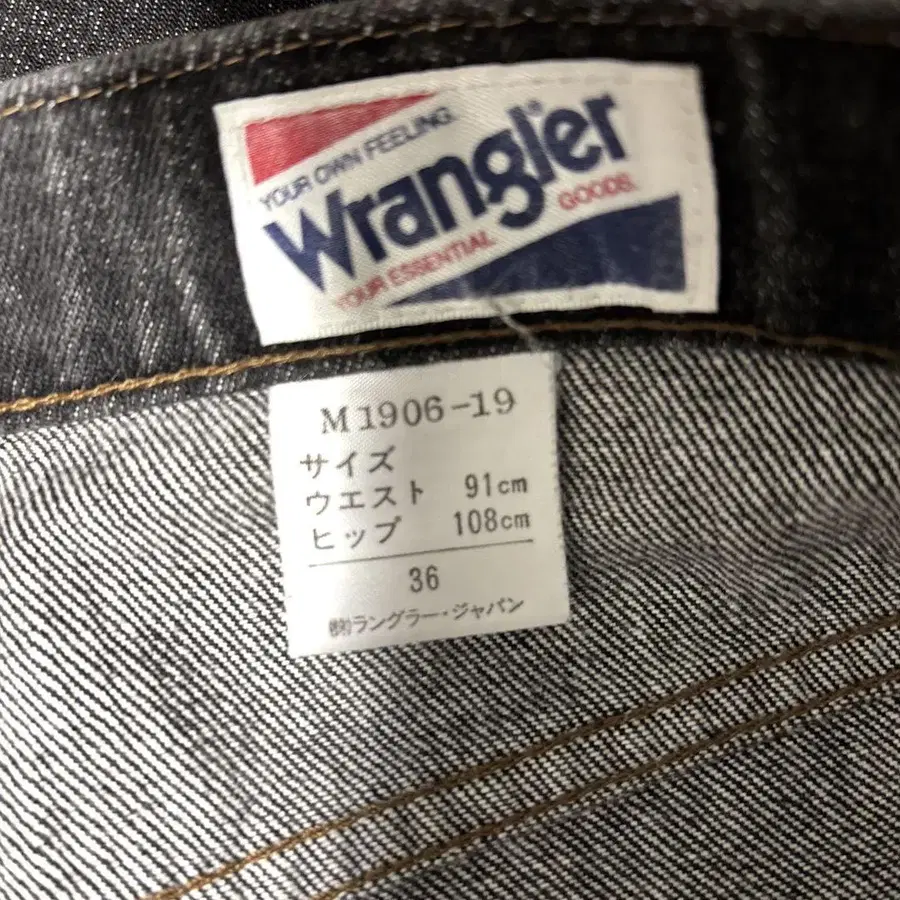 YOUR OWN FEELING.
Wrangler®
YOUR ESSENTIAL GOODS.
M1906-19
サイズ
ウエスト 91cm
ヒップ 108cm
36
㈱ラングラー・ジャパン